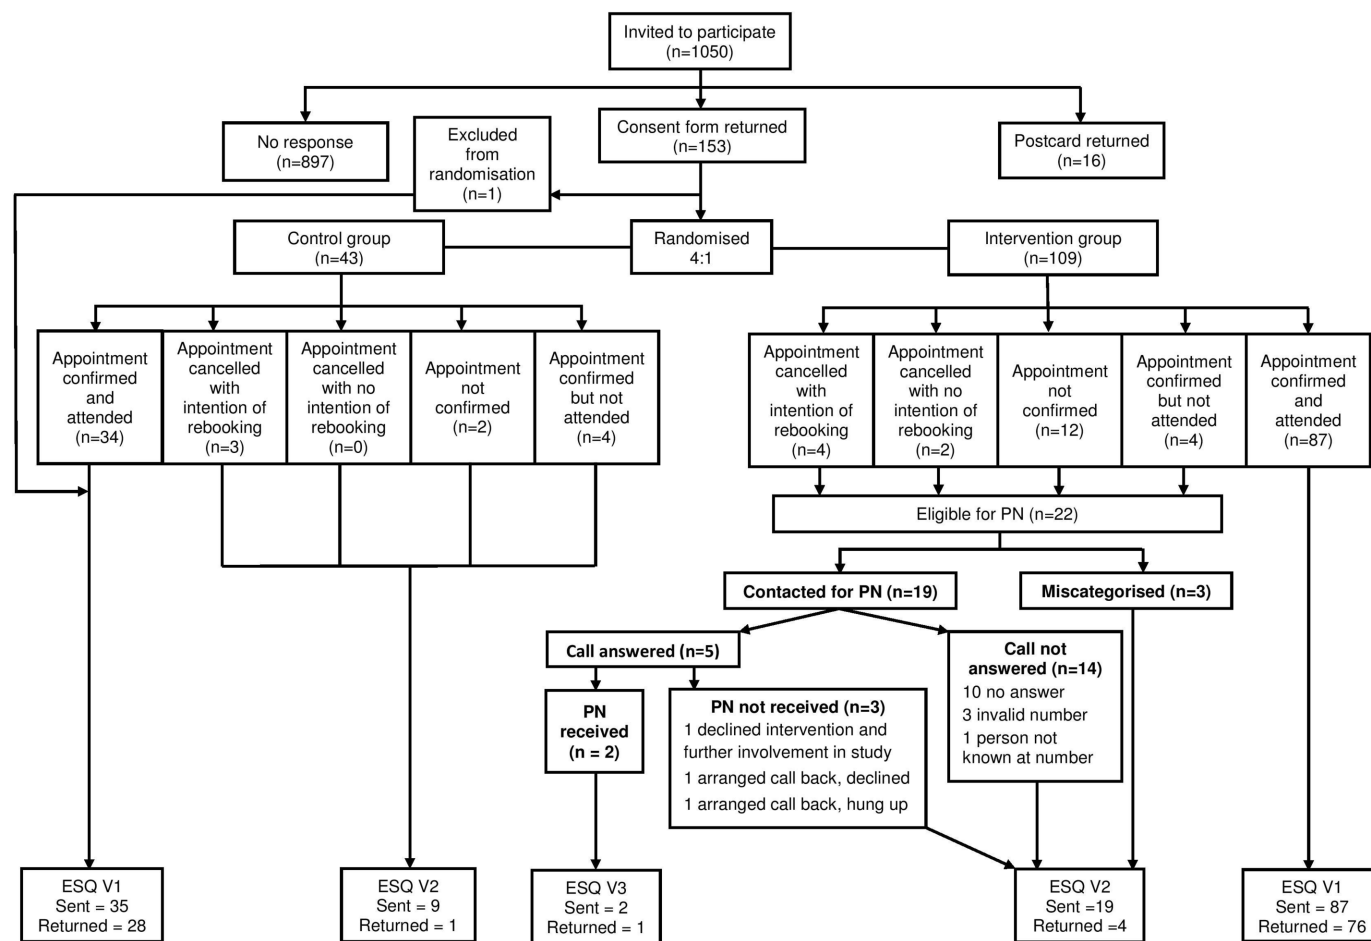 Invited to participate
(n=1050)
No response
(n=897)
Excluded
from
randomisation
(n=1)
Consent form returned
(n=153)
Postcard returned
(n=16)
Control group
(n=43)
Randomised
4:1
Intervention group
(n=109)
Appointment
confirmed
and
attended
(n=34)
Appointment
cancelled
with
intention of
rebooking
(n=3)
Appointment
cancelled
with no
intention of
rebooking
(n=0)
Appointment
not
confirmed
(n=2)
Appointment
confirmed
but not
attended
(n=4)
Appointment
cancelled with
intention of
rebooking
(n=4)
Appointment
cancelled with no
intention of
rebooking
(n=2)
Appointment
not
confirmed
(n=12)
Appointment
confirmed
but not
attended
(n=4)
Appointment
confirmed
and
attended
(n=87)
Eligible for PN (n=22)
Contacted for PN (n=19)
Miscategorised (n=3)
Call answered (n=5)
Call not
answered (n=14)
10 no answer
3 invalid number
1 person not
known at number
PN
received
(n = 2)
PN not received (n=3)
1 declined intervention and
further involvement in study
1 arranged call back, declined
1 arranged call back, hung up
ESQ V1
Sent = 35
Returned = 28
ESQ V2
Sent = 9
Returned = 1
ESQ V3
Sent = 2
Returned = 1
ESQ V2
Sent =19
Returned =4
ESQ V1
Sent = 87
Returned = 76